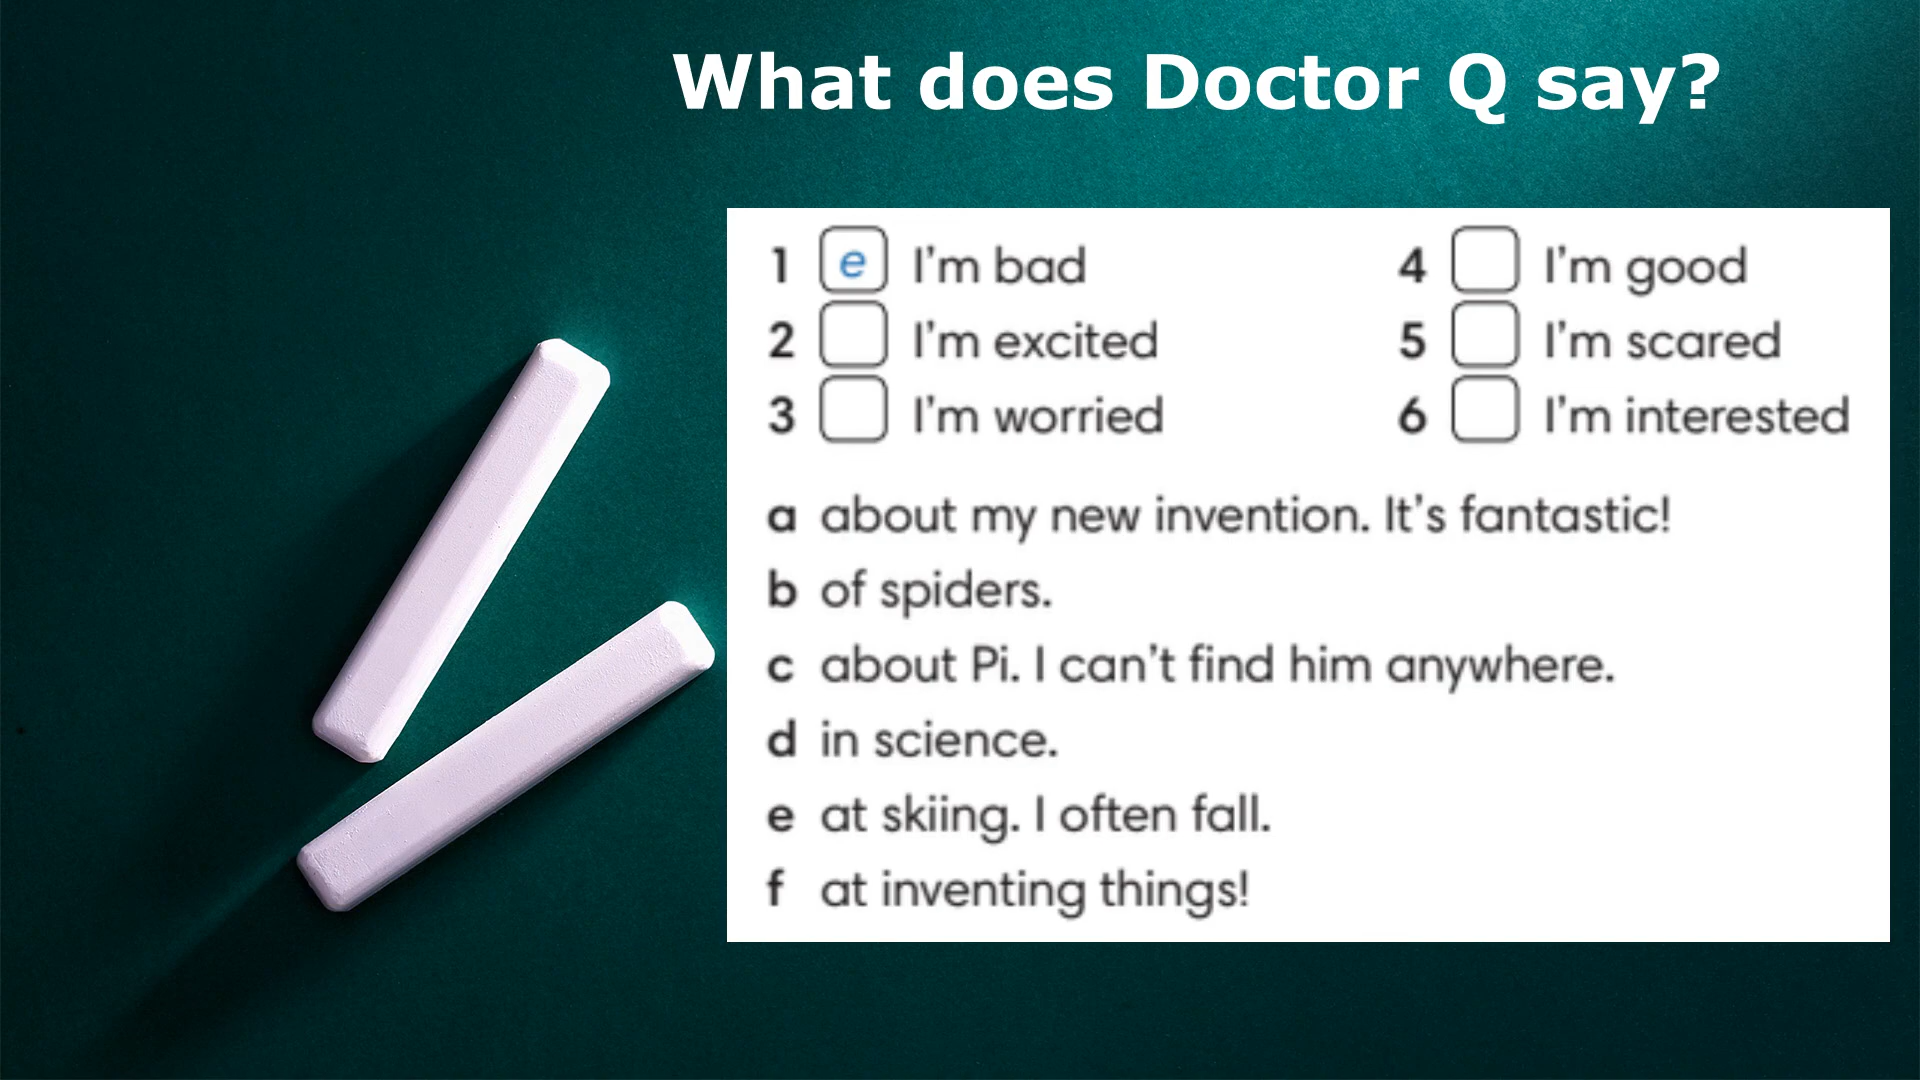 What does Doctor Q say?
1 e I'm bad
2 I'm excited
3 I'm worried
4 I'm good
5 I'm scared
6 I'm interested
a about my new invention. It's fantastic!
b of spiders.
c about Pi. I can't find him anywhere.
d in science.
e at skiing. I often fall.
f at inventing things!